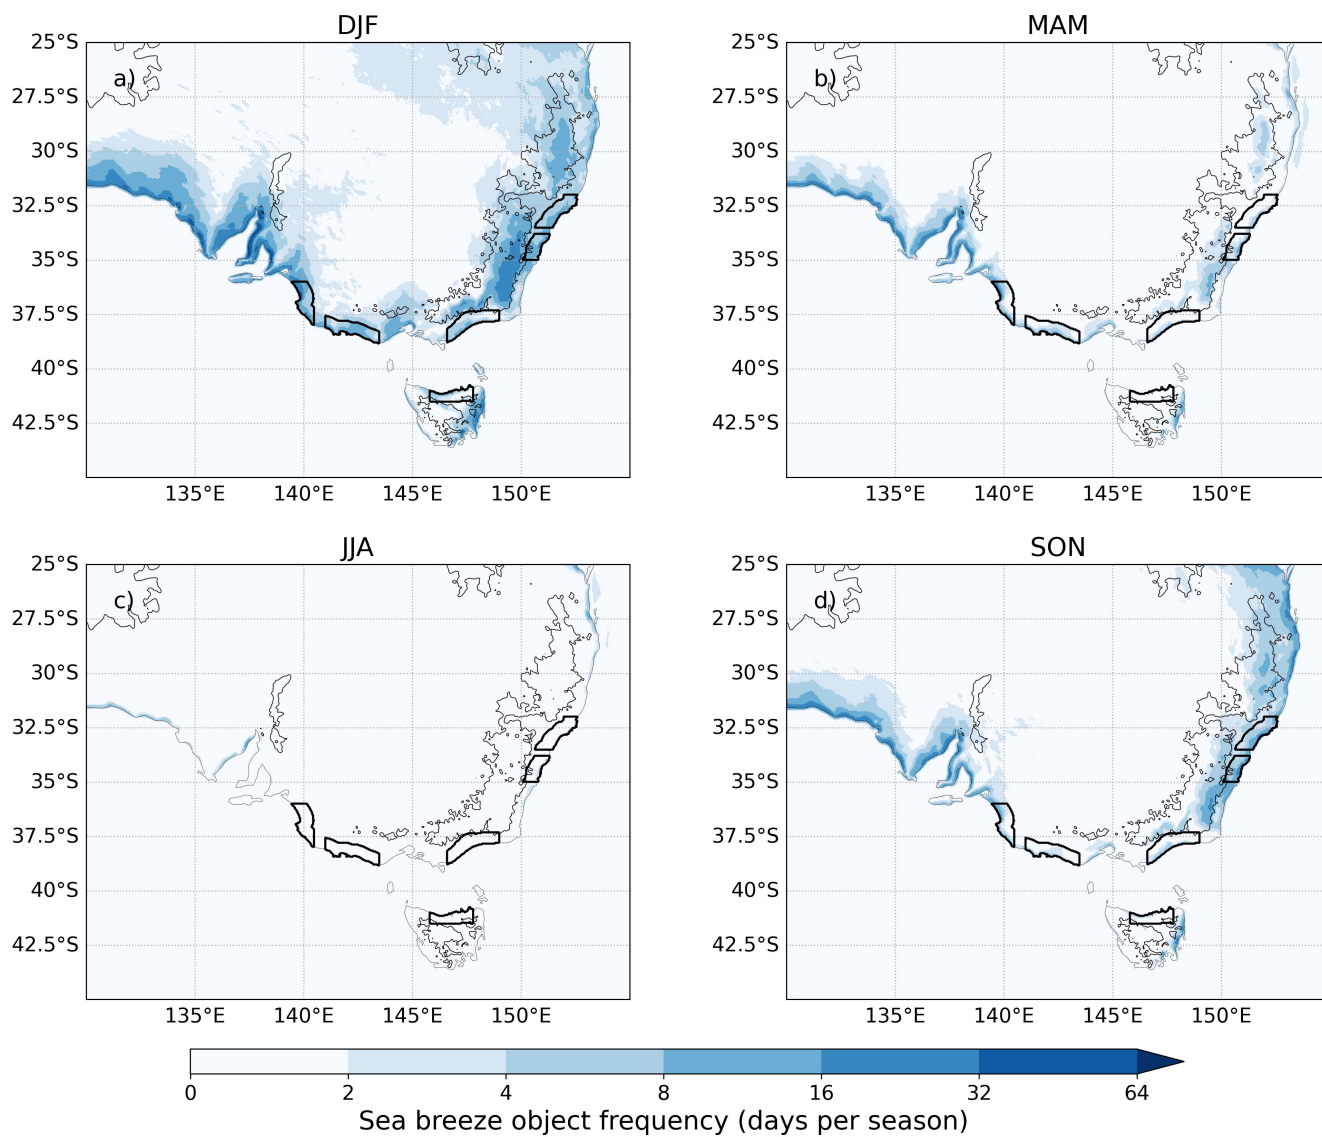 DJF
MAM
25°S
27.5°S
30°S
32.5°S
35°S
37.5°S
40°S
42.5°S
a)
b)
135°E 140°E 145°E 150°E
135°E 140°E 145°E 150°E
JJA
SON
25°S
27.5°S
30°S
32.5°S
35°S
37.5°S
40°S
42.5°S
c)
d)
135°E 140°E 145°E 150°E
135°E 140°E 145°E 150°E
25°S
27.5°S
30°S
32.5°S
35°S
37.5°S
40°S
42.5°S
25°S
27.5°S
30°S
32.5°S
35°S
37.5°S
40°S
42.5°S
0 2 4 8 16 32 64
Sea breeze object frequency (days per season)